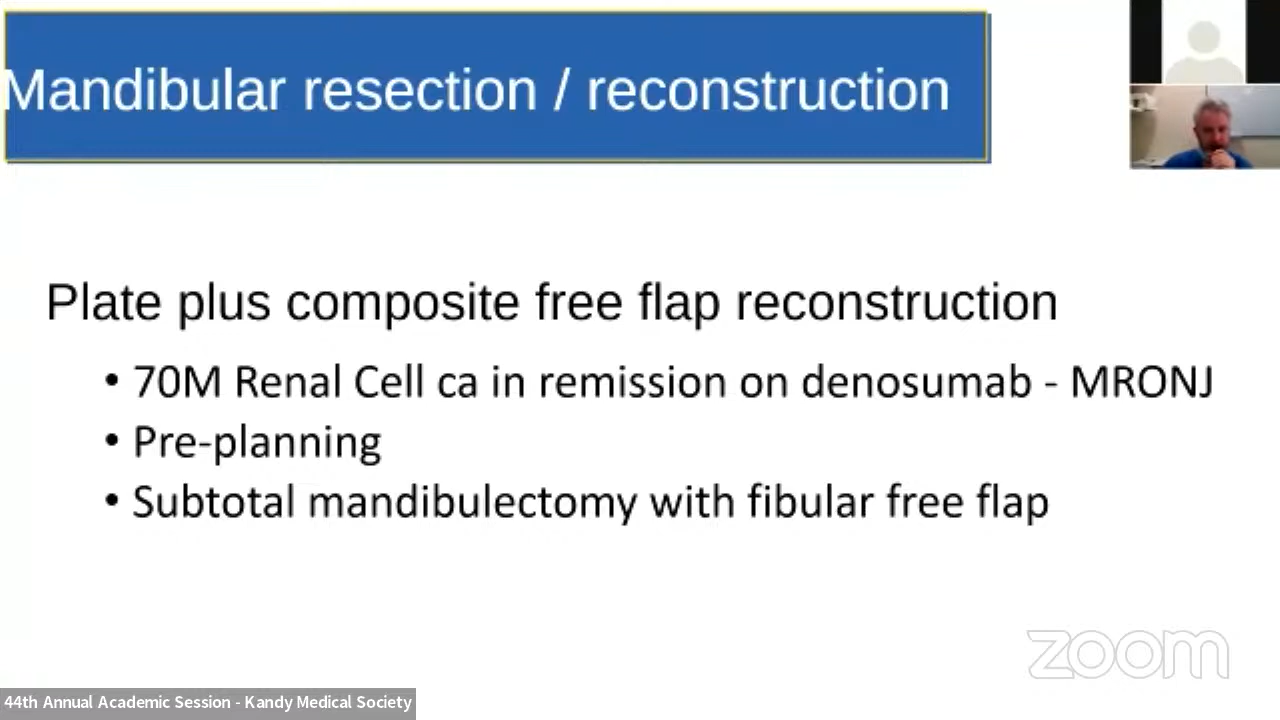 Mandibular resection / reconstruction
Plate plus composite free flap reconstruction
• 70M Renal Cell ca in remission on denosumab - MRONJ
• Pre-planning
• Subtotal mandibulectomy with fibular free flap
zoom
44th Annual Academic Session - Kandy Medical Society